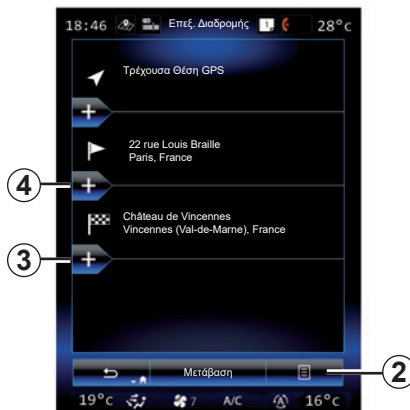 18:46 Επεξ. Διαδρομής 1 28°c
Τρέχουσα Θέση GPS
22 rue Louis Braille
Paris, France
4
Château de Vincennes
Vincennes (Val-de-Marne), France
3
Μετάβαση
2
19°c 7 A/C A 16°c